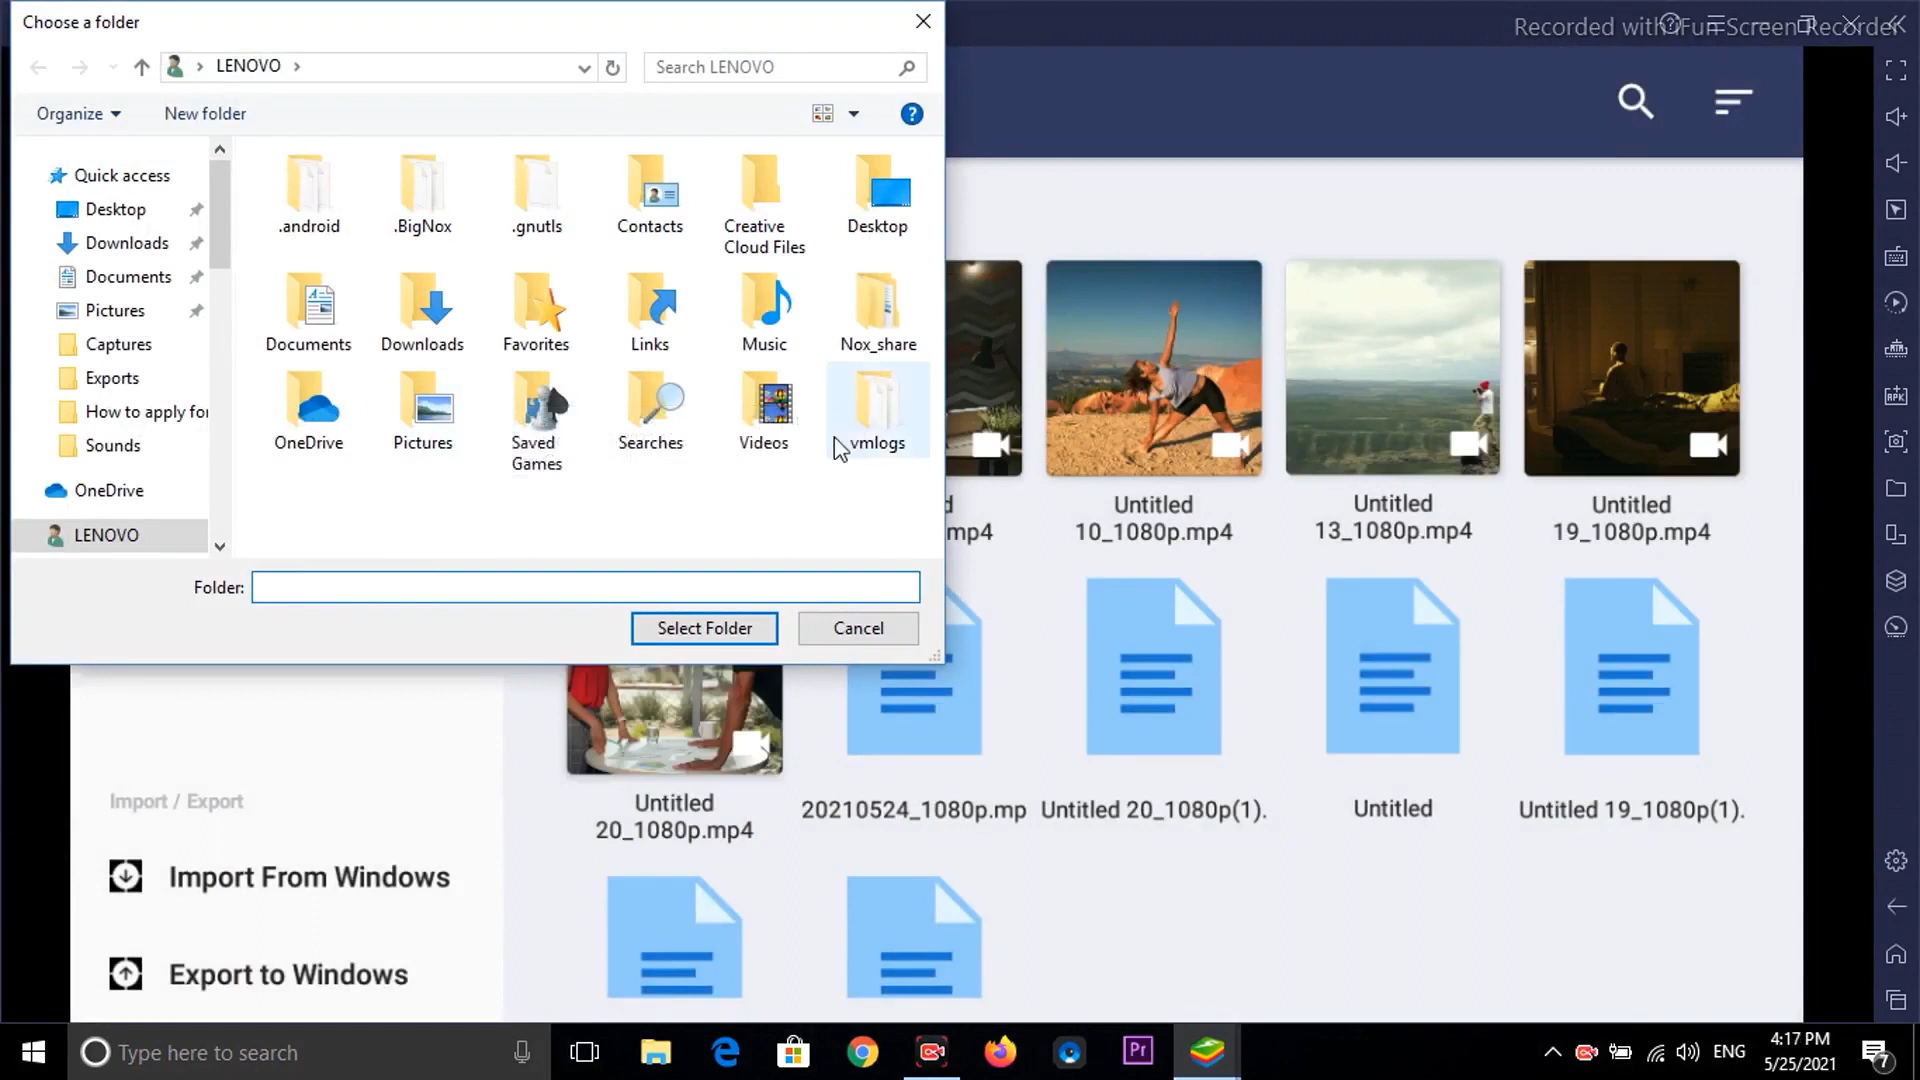 Choose a folder
Recorded with iFun Screen Recorder
LENOVO
Search LENOVO
Organize
New folder
Quick access
Desktop
Downloads
Documents
Pictures
Captures
Exports
How to apply for
Sounds
OneDrive
LENOVO
.android
.BigNox
.gnutls
Contacts
Creative
Cloud Files
Desktop
Documents
Downloads
Favorites
Links
Music
Nox_share
OneDrive
Pictures
Saved
Games
Searches
Videos
vmlogs
Folder:
Select Folder
Cancel
d
mp4
Untitled
10_1080p.mp4
Untitled
13_1080p.mp4
Untitled
19_1080p.mp4
Untitled
20_1080p.mp4
20210524_1080p.mp
Untitled 20_1080p(1).
Untitled
Untitled 19_1080p(1).
Import / Export
Import From Windows
Export to Windows
Type here to search
Pr
ENG
4:17 PM
5/25/2021
7